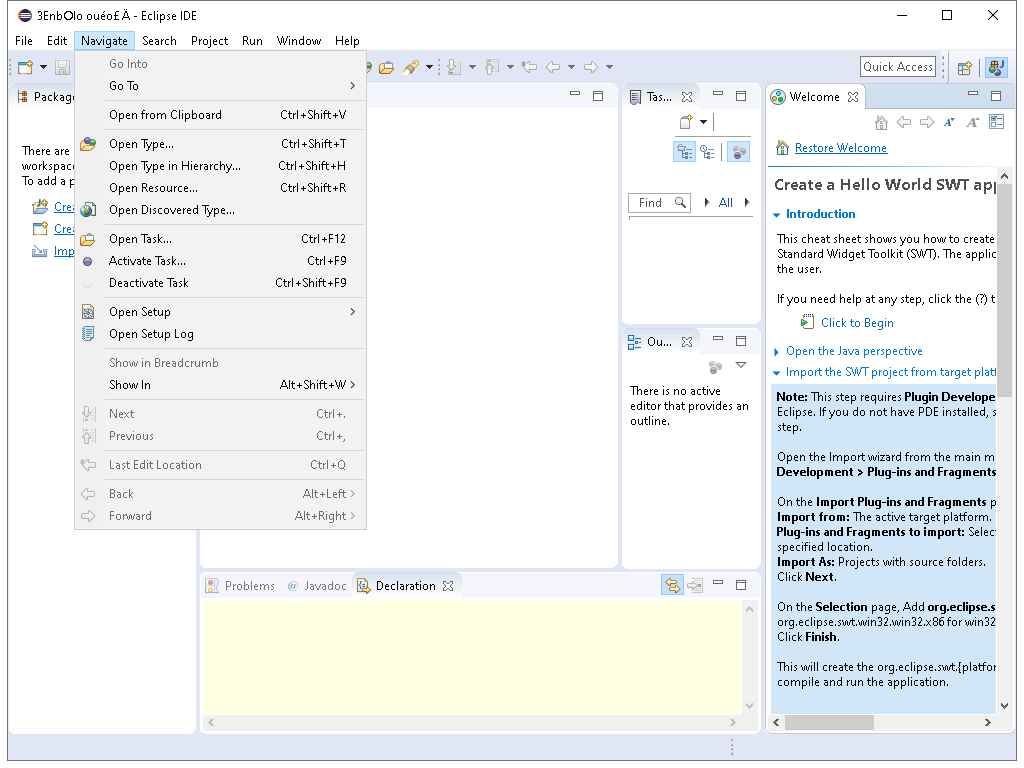 3EnbOlo ouéo£ Ä - Eclipse IDE
File Edit Navigate Search Project Run Window Help
Quick Access
Go Into
Go To
Open from Clipboard Ctrl+Shift+V
Open Type... Ctrl+Shift+T
Open Type in Hierarchy... Ctrl+Shift+H
Open Resource... Ctrl+Shift+R
Open Discovered Type...
Open Task... Ctrl+F12
Activate Task... Ctrl+F9
Deactivate Task Ctrl+Shift+F9
Open Setup
Open Setup Log
Show in Breadcrumb
Show In Alt+Shift+W
Next Ctrl+.
Previous Ctrl+,
Last Edit Location Ctrl+Q
Back Alt+Left
Forward Alt+Right
Packag
There are
workspac
To add a p
Cre
Cre
Imp
Tas...
Find All
Ou...
There is no active
editor that provides an
outline.
Problems @ Javadoc Declaration
Welcome
Restore Welcome
Create a Hello World SWT app
Introduction
This cheat sheet shows you how to create
Standard Widget Toolkit (SWT). The applic
the user.
If you need help at any step, click the (?) t
Click to Begin
Open the Java perspective
Import the SWT project from target platf
Note: This step requires Plugin Develope
Eclipse. If you do not have PDE installed, s
step.
Open the Import wizard from the main m
Development > Plug-ins and Fragments
On the Import Plug-ins and Fragments p
Import from: The active target platform.
Plug-ins and Fragments to import: Selec
specified location.
Import As: Projects with source folders.
Click Next.
On the Selection page, Add org.eclipse.s
org.eclipse.swt.win32.win32.x86 for win32
Click Finish.
This will create the org.eclipse.swt.{platfor
compile and run the application.